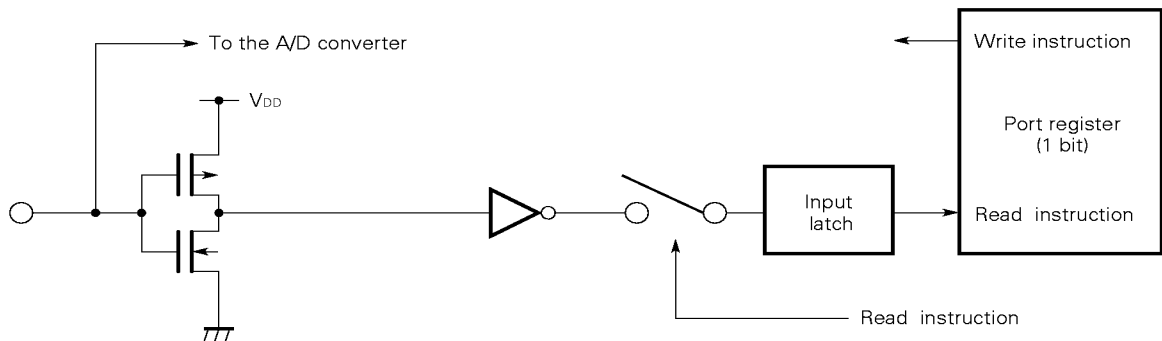 To the A/D converter
VDD
Write instruction
Port register
(1 bit)
Input
latch
Read instruction
Read instruction